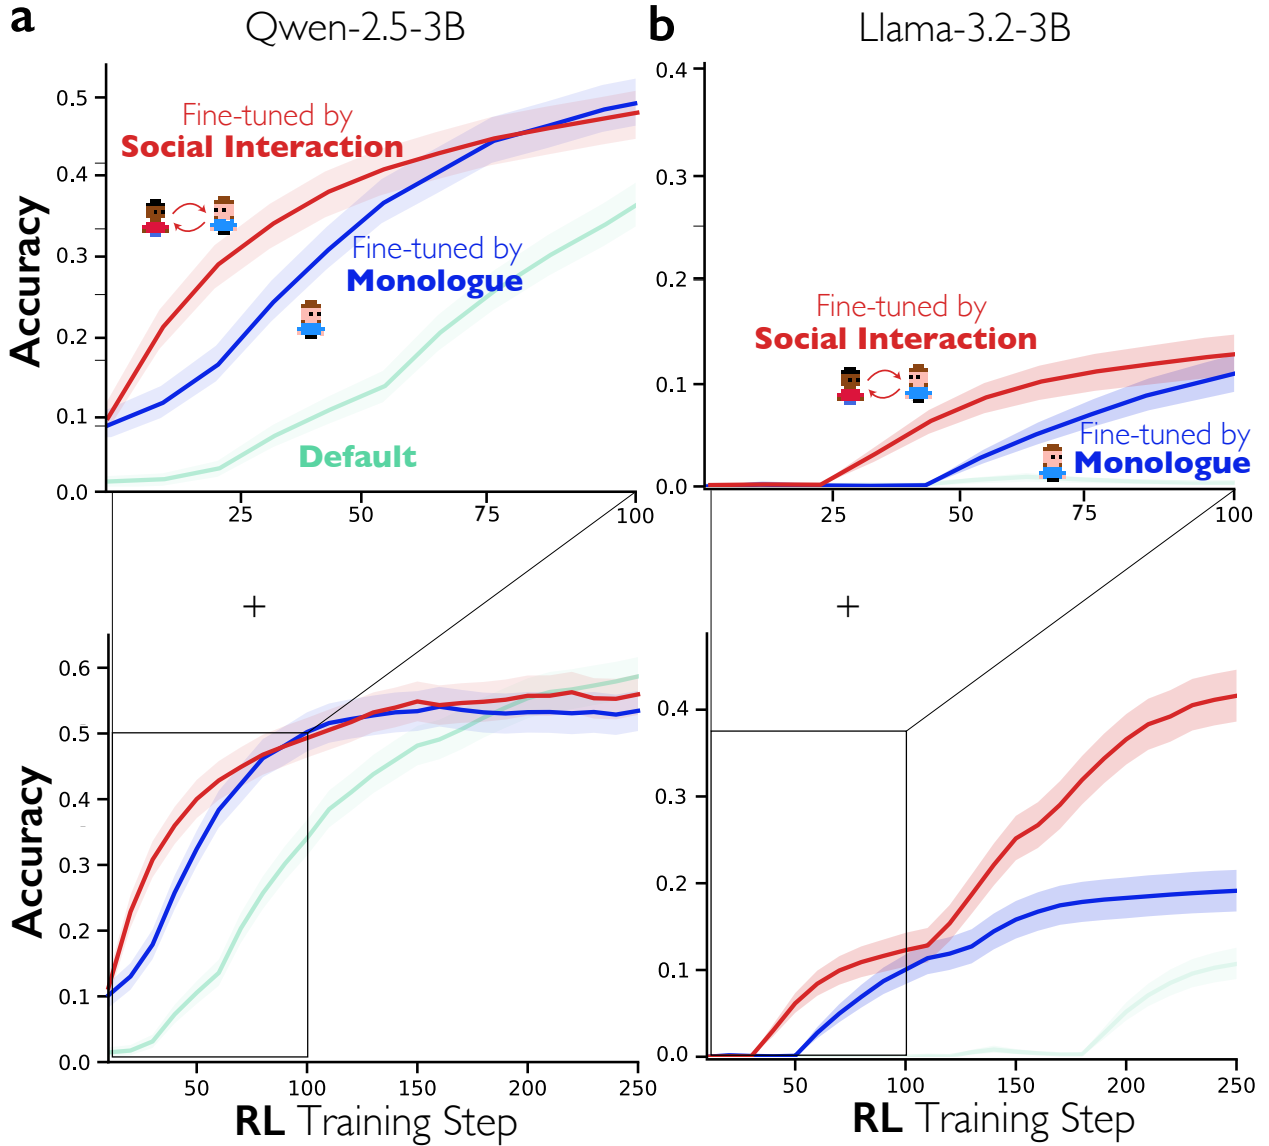 a
Qwen-2.5-3B
b
Llama-3.2-3B
Accuracy
0.5
0.4
0.3
0.2
0.1
0.0
Fine-tuned by
Social Interaction
Fine-tuned by
Monologue
Default
25
50
75
100
0.4
0.3
0.2
0.1
0.0
Fine-tuned by
Social Interaction
Fine-tuned by
Monologue
25
50
75
100
+
+
Accuracy
0.6
0.5
0.4
0.3
0.2
0.1
0.0
50
100
150
200
250
RL Training Step
0.4
0.3
0.2
0.1
0.0
50
100
150
200
250
RL Training Step